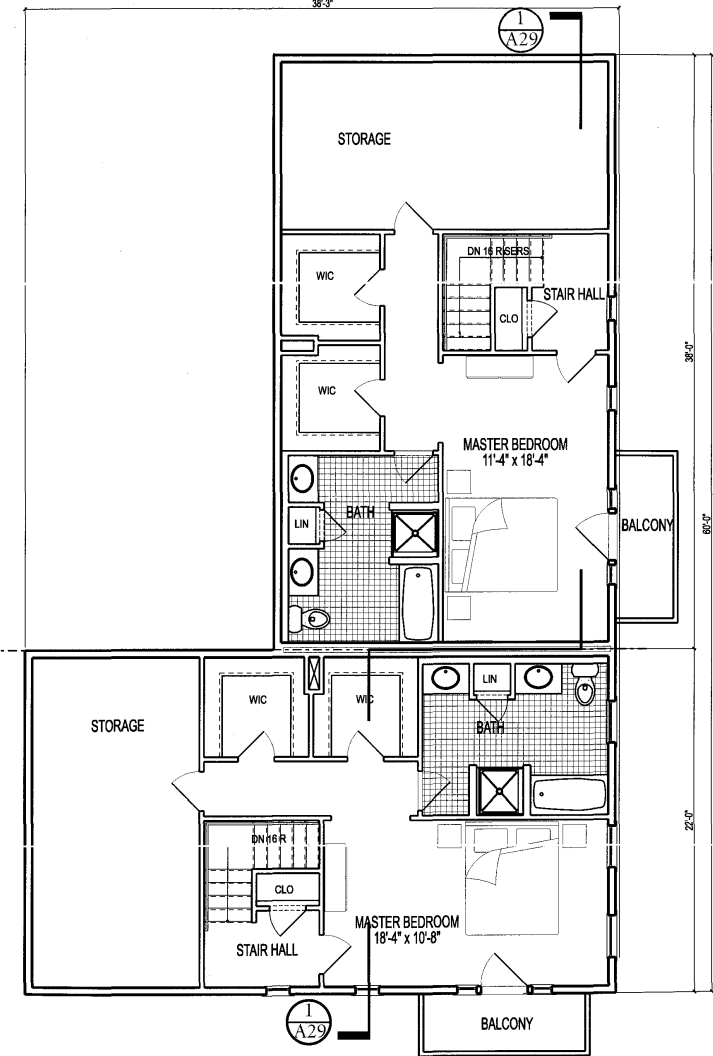 38'-3"
1
A29
STORAGE
DN 16 RISERS
WIC
STAIR HALL
CLO
38'-0"
WIC
MASTER BEDROOM
11'-4" x 18'-4"
BATH
LIN
BALCONY
60'-0"
WIC
WIC
LIN
STORAGE
BATH
22'-0"
DN 16 R
CLO
MASTER BEDROOM
18'-4" x 10'-8"
STAIR HALL
1
A29
BALCONY